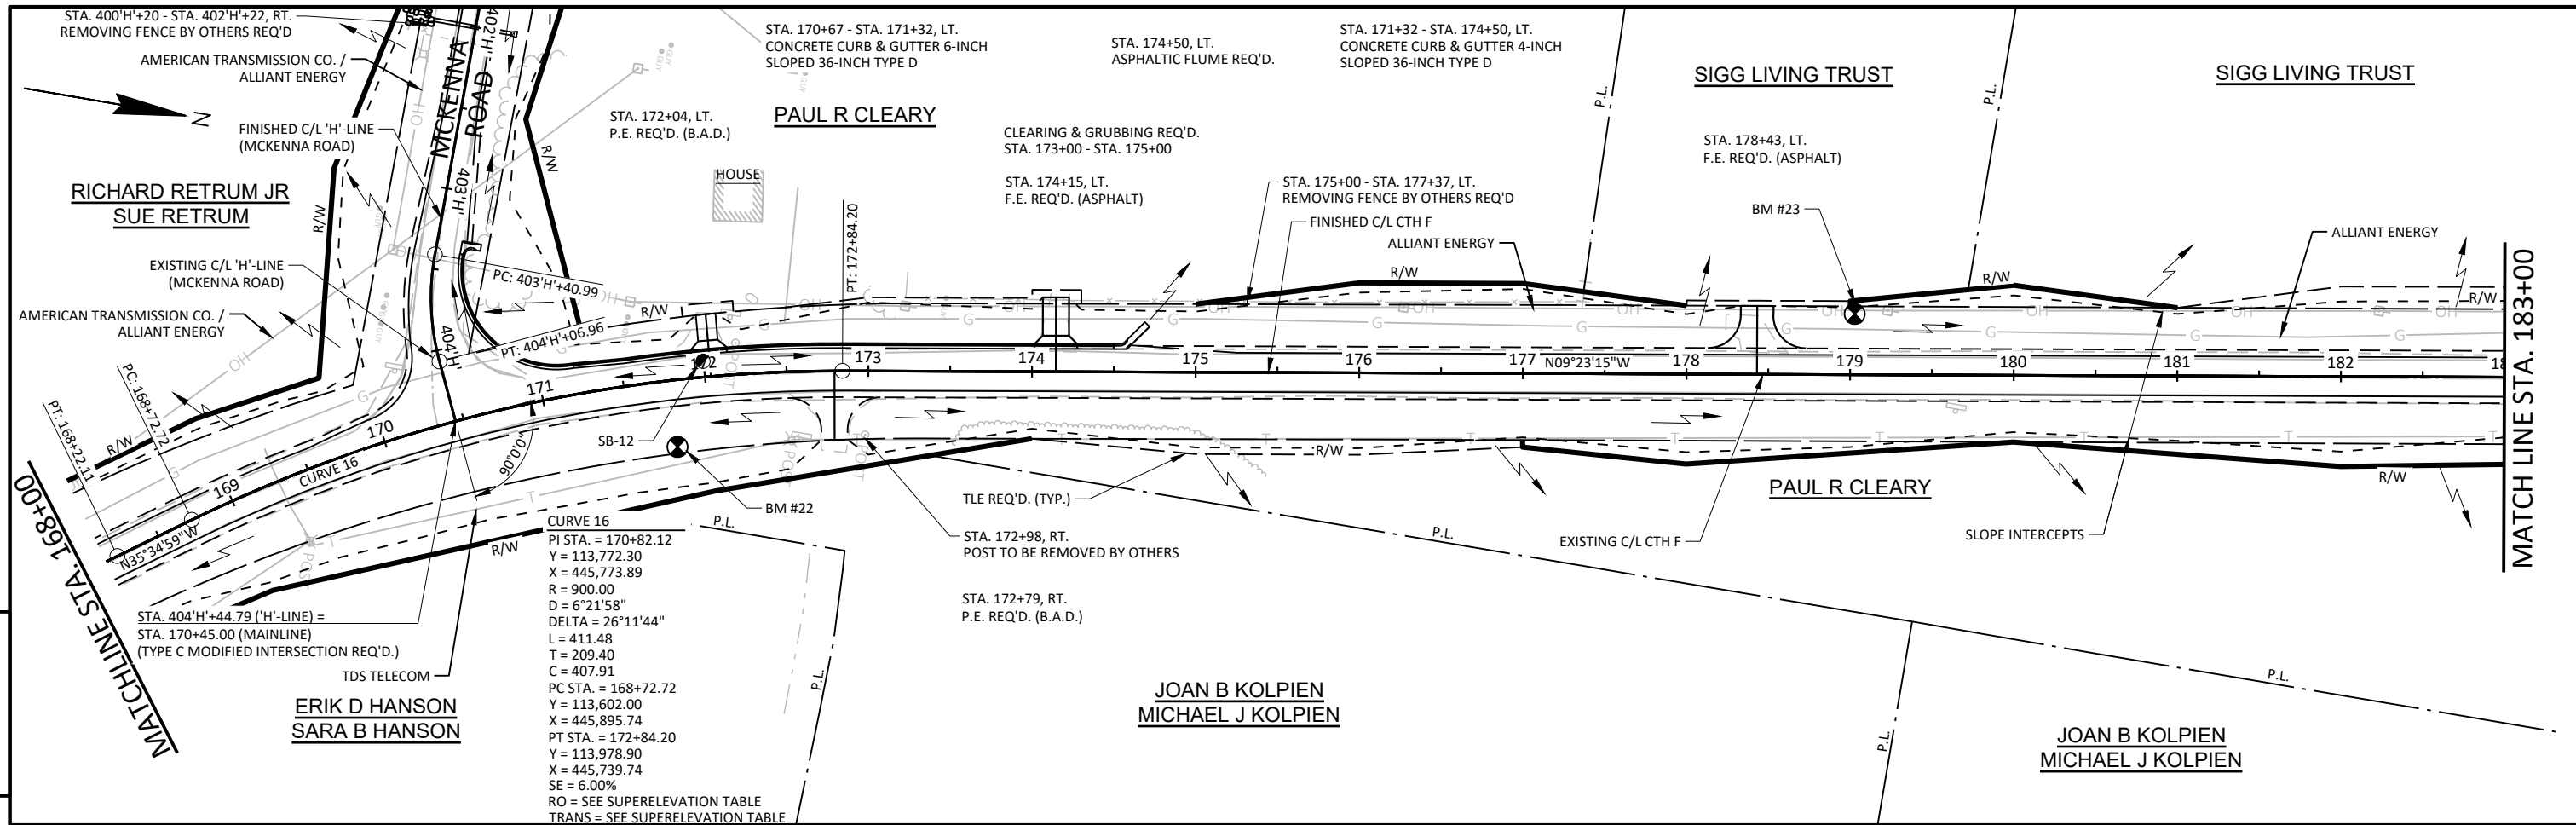 STA. 400'H'+20 - STA. 402'H'+22, RT.
REMOVING FENCE BY OTHERS REQ'D
AMERICAN TRANSMISSION CO. /
ALLIANT ENERGY
N
FINISHED C/L 'H'-LINE
(MCKENNA ROAD)
RICHARD RETRUM JR
SUE RETRUM
R/W
EXISTING C/L 'H'-LINE
(MCKENNA ROAD)
AMERICAN TRANSMISSION CO. /
ALLIANT ENERGY
OH
OH
402'H'
MCKENNA
ROAD
403'H'
404'H'
R/W
PC: 403'H'+40.99
PT: 404'H'+06.96
R/W
OH
STA. 170+67 - STA. 171+32, LT.
CONCRETE CURB & GUTTER 6-INCH
SLOPED 36-INCH TYPE D
STA. 172+04, LT.
P.E. REQ'D. (B.A.D.)
PAUL R CLEARY
HOUSE
PT: 172+84.20
STA. 174+50, LT.
ASPHALTIC FLUME REQ'D.
CLEARING & GRUBBING REQ'D.
STA. 173+00 - STA. 175+00
STA. 174+15, LT.
F.E. REQ'D. (ASPHALT)
STA. 171+32 - STA. 174+50, LT.
CONCRETE CURB & GUTTER 4-INCH
SLOPED 36-INCH TYPE D
STA. 175+00 - STA. 177+37, LT.
REMOVING FENCE BY OTHERS REQ'D
FINISHED C/L CTH F
ALLIANT ENERGY
R/W
P.L.
SIGG LIVING TRUST
STA. 178+43, LT.
F.E. REQ'D. (ASPHALT)
BM #23
P.L.
SIGG LIVING TRUST
ALLIANT ENERGY
R/W
R/W
MATCH LINE STA. 183+00
PT: 168+22.11
PC: 168+72.72
R/W
169
170
171
172
173
174
175
176
177
N09°23'15"W
178
179
180
181
182
CURVE 16
N35°34'59"W
90°00'00"
MATCHLINE STA. 168+00
SB-12
BM #22
R/W
STA. 404'H'+44.79 ('H'-LINE) =
STA. 170+45.00 (MAINLINE)
(TYPE C MODIFIED INTERSECTION REQ'D.)
TDS TELECOM
ERIK D HANSON
SARA B HANSON
CURVE 16
PI STA. = 170+82.12
Y = 113,772.30
X = 445,773.89
R = 900.00
D = 6°21'58"
DELTA = 26°11'44"
L = 411.48
T = 209.40
C = 407.91
PC STA. = 168+72.72
Y = 113,602.00
X = 445,895.74
PT STA. = 172+84.20
Y = 113,978.90
X = 445,739.74
SE = 6.00%
RO = SEE SUPERELEVATION TABLE
TRANS = SEE SUPERELEVATION TABLE
P.L.
P.L.
TLE REQ'D. (TYP.)
STA. 172+98, RT.
POST TO BE REMOVED BY OTHERS
STA. 172+79, RT.
P.E. REQ'D. (B.A.D.)
R/W
JOAN B KOLPIEN
MICHAEL J KOLPIEN
P.L.
EXISTING C/L CTH F
PAUL R CLEARY
SLOPE INTERCEPTS
R/W
P.L.
P.L.
JOAN B KOLPIEN
MICHAEL J KOLPIEN